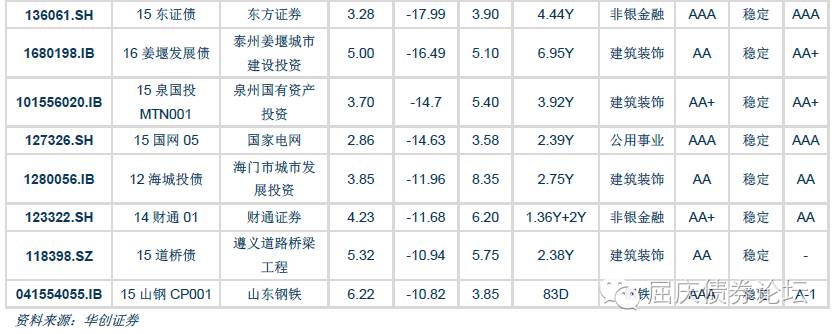 136061.SH 15 东证债 东方证券 3.28 -17.99 3.90 4.44Y 非银金融 AAA 稳定 AAA
1680198.IB 16 姜堰发展债 泰州姜堰城市建设投资 5.00 -16.49 5.10 6.95Y 建筑装饰 AA 稳定 AA+
101556020.IB 15 泉国投 MTN001 泉州国有资产投资 3.70 -14.7 5.40 3.92Y 建筑装饰 AA+ 稳定 AA+
127326.SH 15 国网 05 国家电网 2.86 -14.63 3.58 2.39Y 公用事业 AAA 稳定 AAA
1280056.IB 12 海城投债 海门市城市发展投资 3.85 -11.96 8.35 2.75Y 建筑装饰 AA 稳定 AA
123322.SH 14 财通 01 财通证券 4.23 -11.68 6.20 1.36Y+2Y 非银金融 AA+ 稳定 AA
118398.SZ 15 道桥债 遵义道路桥梁工程 5.32 -10.94 5.75 2.38Y 建筑装饰 AA 稳定 -
041554055.IB 15 山钢 CP001 山东钢铁 6.22 -10.82 3.85 83D 铁 AAA 稳定 A-1
屈庆债券论坛
资料来源：华创证券